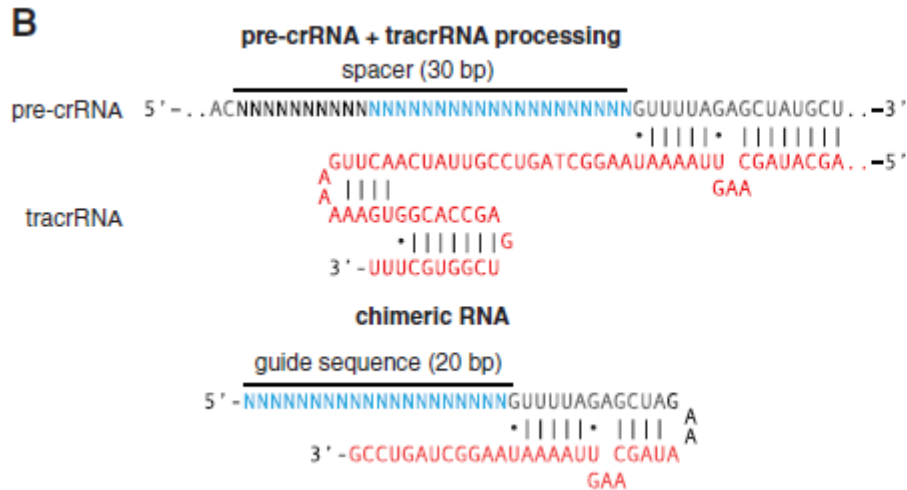 B
pre-crRNA + tracrRNA processing
spacer (30 bp)
pre-crRNA 5'-..ACNNNNNNNNNNNNNNNNNNNNNNNNNNNNNNGUUUUAGAGCUAUGCU..–3'
GUUCAACUAUUGCCUGATCGGAAUAAAAUU CGAUACGA..–5'
A
A
GAA
tracrRNA AAAGUGGCACCGA
G
3'-UUUCGUGGCU
chimeric RNA
guide sequence (20 bp)
5'-NNNNNNNNNNNNNNNNNNNNGUUUUAGAGCUAG
A
A
3'-GCCUGAUCGGAAUAAAAUU CGAUA
GAA